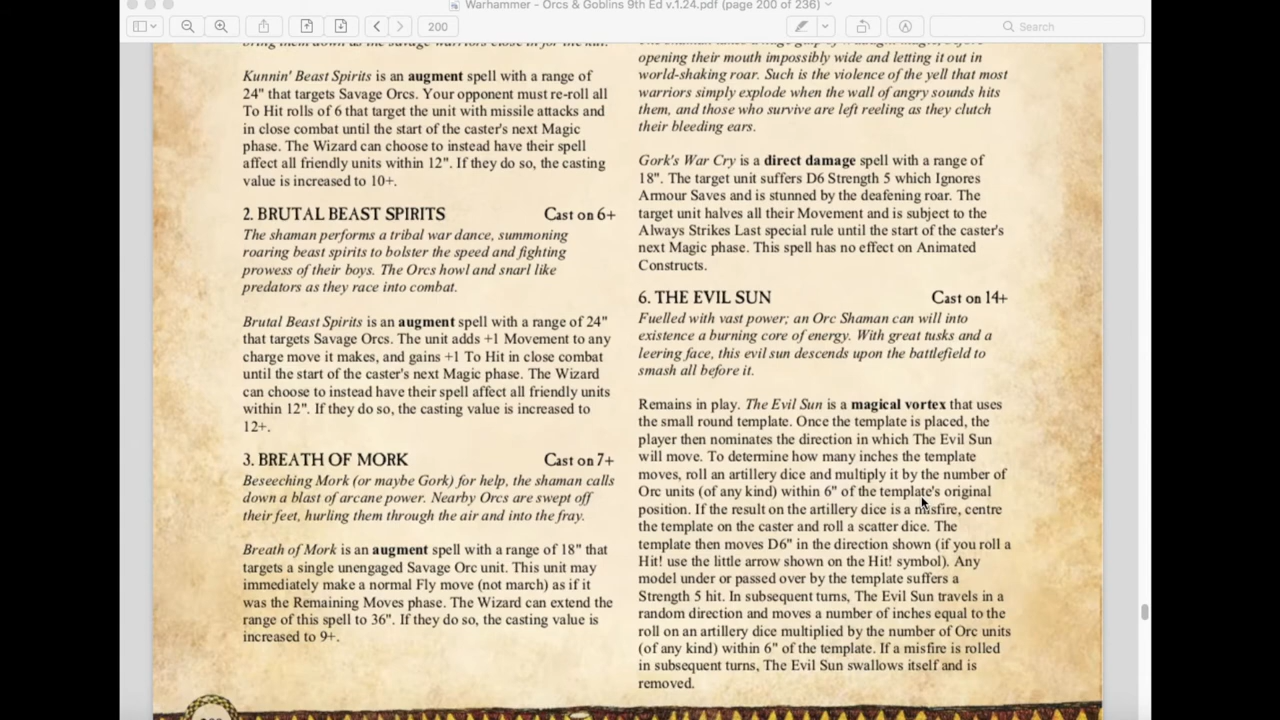 Warhammer - Orcs & Goblins 9th Ed v.1.24.pdf (page 200 of 236)
200
Search
bring them down as the savage warriors close in for the kill.
Kunnin' Beast Spirits is an augment spell with a range of
24" that targets Savage Orcs. Your opponent must re-roll all
To Hit rolls of 6 that target the unit with missile attacks and
in close combat until the start of the caster's next Magic
phase. The Wizard can choose to instead have their spell
affect all friendly units within 12". If they do so, the casting
value is increased to 10+.
2. BRUTAL BEAST SPIRITS Cast on 6+
The shaman performs a tribal war dance, summoning
roaring beast spirits to bolster the speed and fighting
prowess of their boys. The Orcs howl and snarl like
predators as they race into combat.
Brutal Beast Spirits is an augment spell with a range of 24"
that targets Savage Orcs. The unit adds +1 Movement to any
charge move it makes, and gains +1 To Hit in close combat
until the start of the caster's next Magic phase. The Wizard
can choose to instead have their spell affect all friendly units
within 12". If they do so, the casting value is increased to
12+.
3. BREATH OF MORK Cast on 7+
Beseeching Mork (or maybe Gork) for help, the shaman calls
down a blast of arcane power. Nearby Orcs are swept off
their feet, hurling them through the air and into the fray.
Breath of Mork is an augment spell with a range of 18" that
targets a single unengaged Savage Orc unit. This unit may
immediately make a normal Fly move (not march) as if it
was the Remaining Moves phase. The Wizard can extend the
range of this spell to 36". If they do so, the casting value is
increased to 9+.
opening their mouth impossibly wide and letting it out in
world-shaking roar. Such is the violence of the yell that most
warriors simply explode when the wall of angry sounds hits
them, and those who survive are left reeling as they clutch
their bleeding ears.
Gork's War Cry is a direct damage spell with a range of
18". The target unit suffers D6 Strength 5 which Ignores
Armour Saves and is stunned by the deafening roar. The
target unit halves all their Movement and is subject to the
Always Strikes Last special rule until the start of the caster's
next Magic phase. This spell has no effect on Animated
Constructs.
6. THE EVIL SUN Cast on 14+
Fuelled with vast power; an Orc Shaman can will into
existence a burning core of energy. With great tusks and a
leering face, this evil sun descends upon the battlefield to
smash all before it.
Remains in play. The Evil Sun is a magical vortex that uses
the small round template. Once the template is placed, the
player then nominates the direction in which The Evil Sun
will move. To determine how many inches the template
moves, roll an artillery dice and multiply it by the number of
Orc units (of any kind) within 6" of the template's original
position. If the result on the artillery dice is a misfire, centre
the template on the caster and roll a scatter dice. The
template then moves D6" in the direction shown (if you roll a
Hit! use the little arrow shown on the Hit! symbol). Any
model under or passed over by the template suffers a
Strength 5 hit. In subsequent turns, The Evil Sun travels in a
random direction and moves a number of inches equal to the
roll on an artillery dice multiplied by the number of Orc units
(of any kind) within 6" of the template. If a misfire is rolled
in subsequent turns, The Evil Sun swallows itself and is
removed.